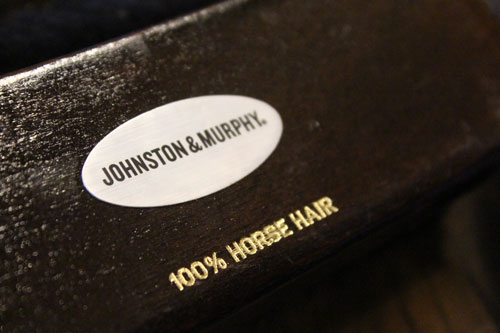 JOHNSTON & MURPHY®
100% HORSE HAIR